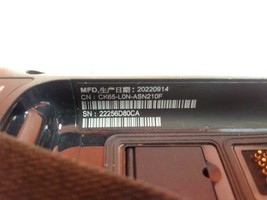 MFD,生产日期: 20220914
CN : CK65-L0N-ASN210F
SN : 22256D80CA